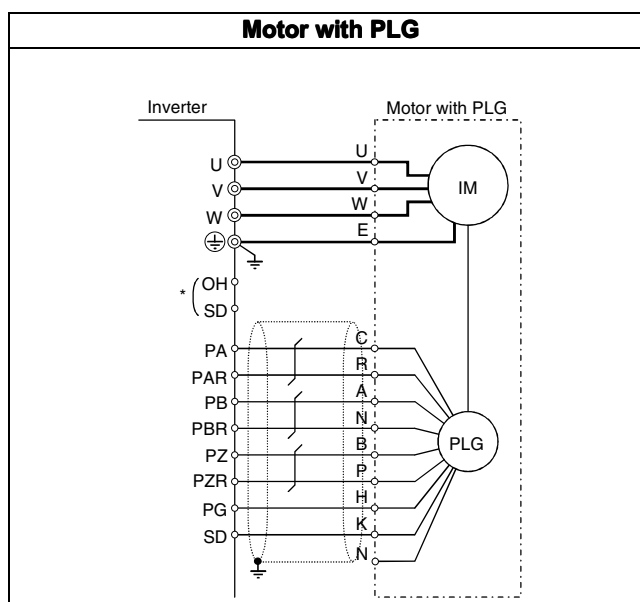 Motor with PLG
Inverter
Motor with PLG
U U
V V
W W
E
IM
OH
* SD
PA C
PAR R
PB A
PBR N
PZ B
PZR P
PG H
SD K
N
PLG